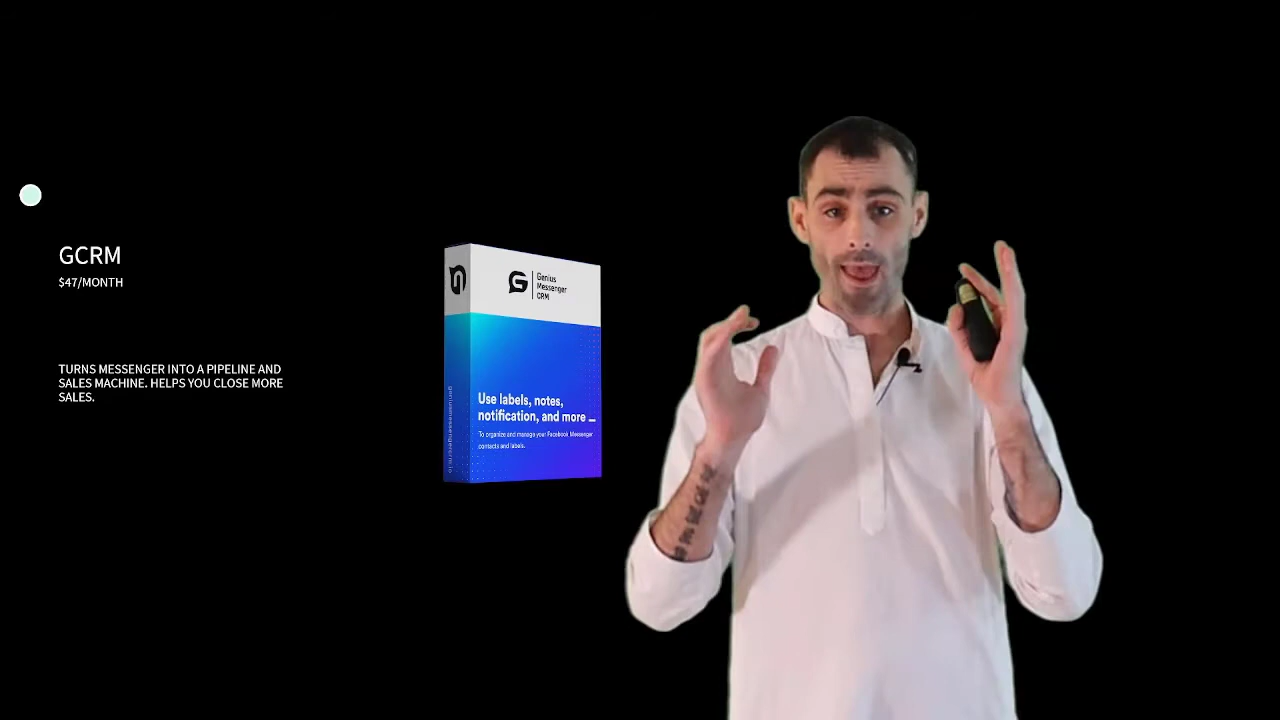 GCRM
$47/MONTH
TURNS MESSENGER INTO A PIPELINE AND
SALES MACHINE. HELPS YOU CLOSE MORE
SALES.
Genius
Messenger
CRM
Use labels, notes,
notification, and more _
To organize and manage your Facebook Messenger
contacts and labels.